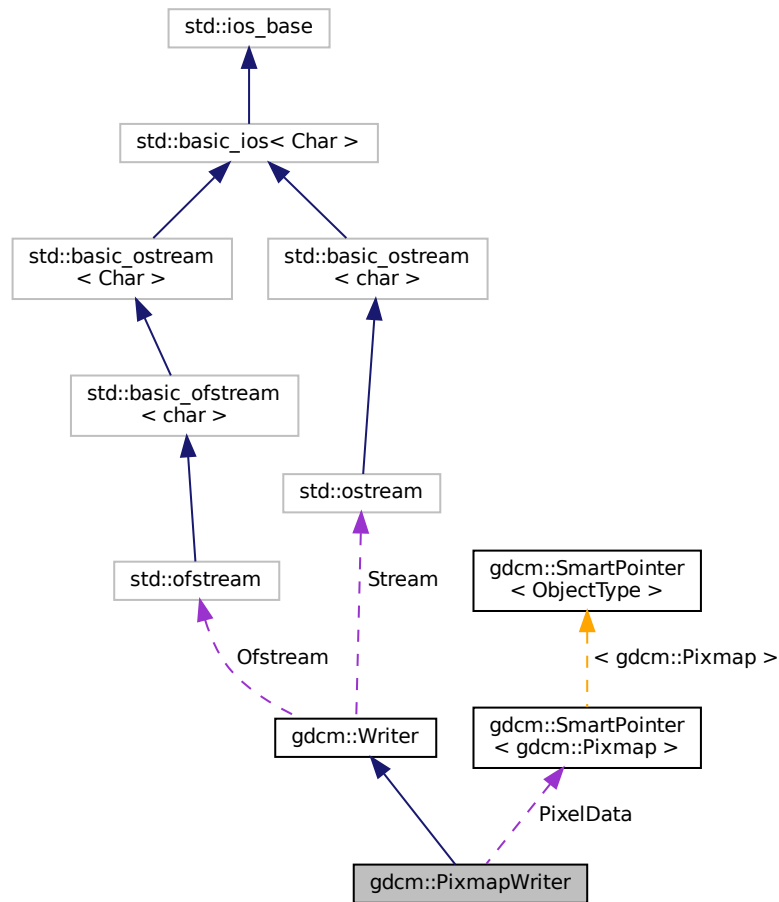 std::ios_base
std::basic_ios< Char >
std::basic_ostream
< Char >
std::basic_ostream
< char >
std::basic_ofstream
< char >
std::ostream
std::ofstream
Stream
gdcm::SmartPointer
< ObjectType >
Ofstream
< gdcm::Pixmap >
gdcm::Writer
gdcm::SmartPointer
< gdcm::Pixmap >
PixelData
gdcm::PixmapWriter